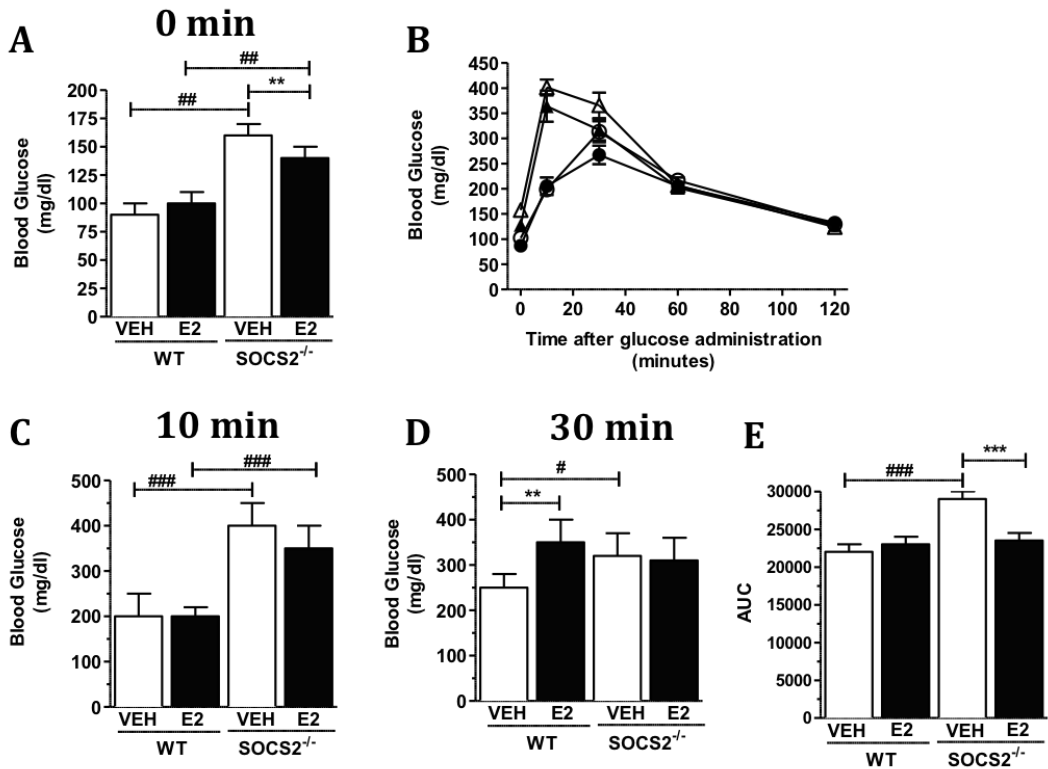 A
0 min
##
##
**
200
175
150
125
100
75
50
25
0
Blood Glucose
(mg/dl)
VEH E2 VEH E2
WT SOCS2-/-
B
450
400
350
300
250
200
150
100
50
0
Blood Glucose
(mg/dl)
0 20 40 60 80 100 120
Time after glucose administration
(minutes)
C
10 min
###
###
500
400
300
200
100
0
Blood Glucose
(mg/dl)
VEH E2 VEH E2
WT SOCS2-/-
D
30 min
#
**
500
400
300
200
100
0
Blood Glucose
(mg/dl)
VEH E2 VEH E2
WT SOCS2-/-
E
***
###
30000
25000
20000
15000
10000
5000
0
AUC
VEH E2 VEH E2
WT SOCS2-/-